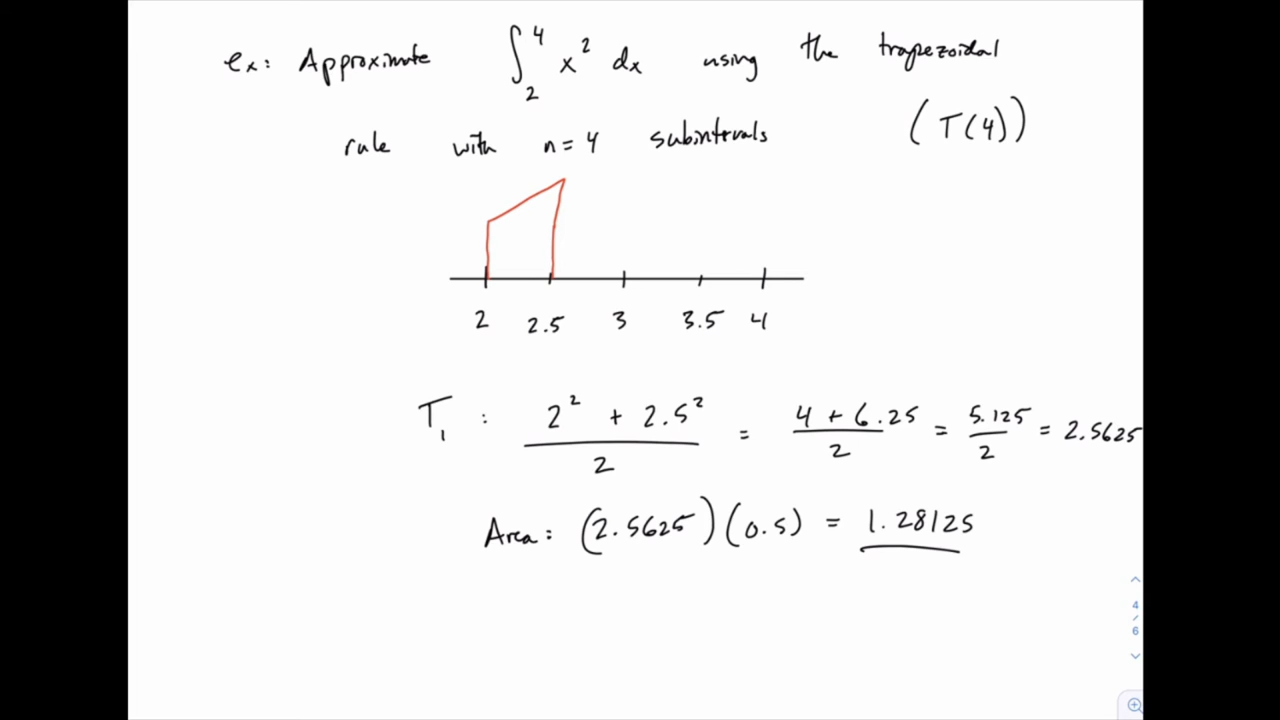 ex: Approximate ∫₂⁴ x² dx using the trapezoidal
rule with n = 4 subintervals (T(4))
2 2.5 3 3.5 4
T₁ : (2² + 2.5²)/2 = (4 + 6.25)/2 = 5.125/2 = 2.5625
Area: (2.5625)(0.5) = 1.28125
4
/
6